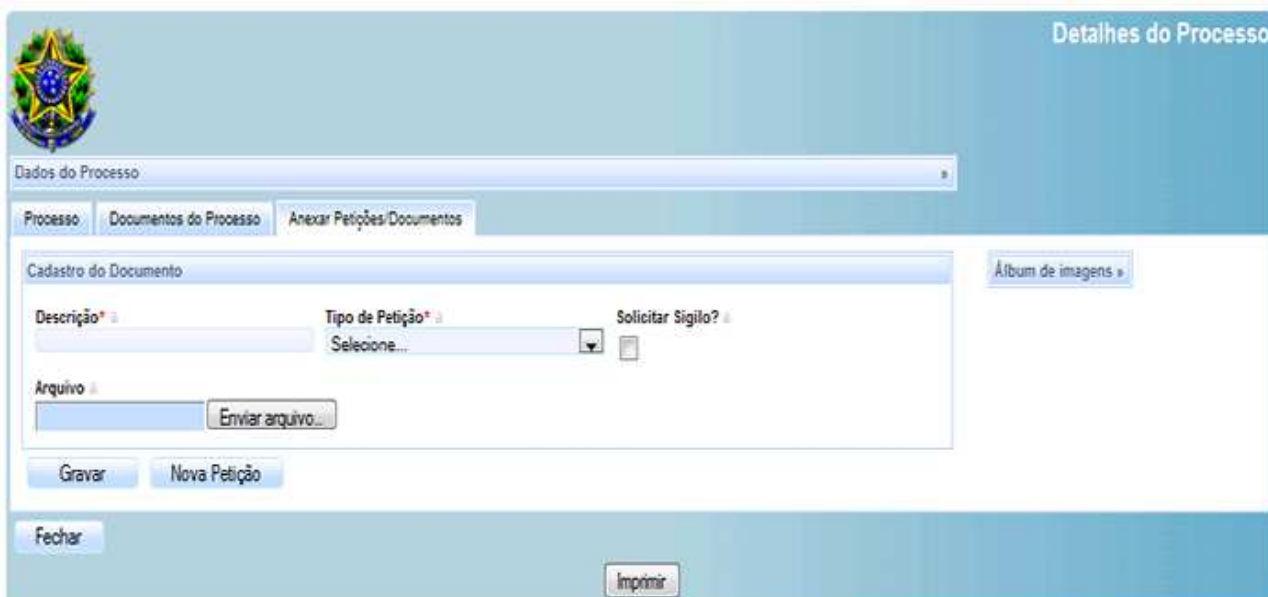 Detalhes do Processo
Dados do Processo »
Processo Documentos do Processo Anexar Petições/Documentos
Cadastro do Documento
Álbum de imagens »
Descrição* Tipo de Petição* Solicitar Sigilo?
Selecione...
Arquivo
Enviar arquivo...
Gravar Nova Petição
Fechar
Imprimir